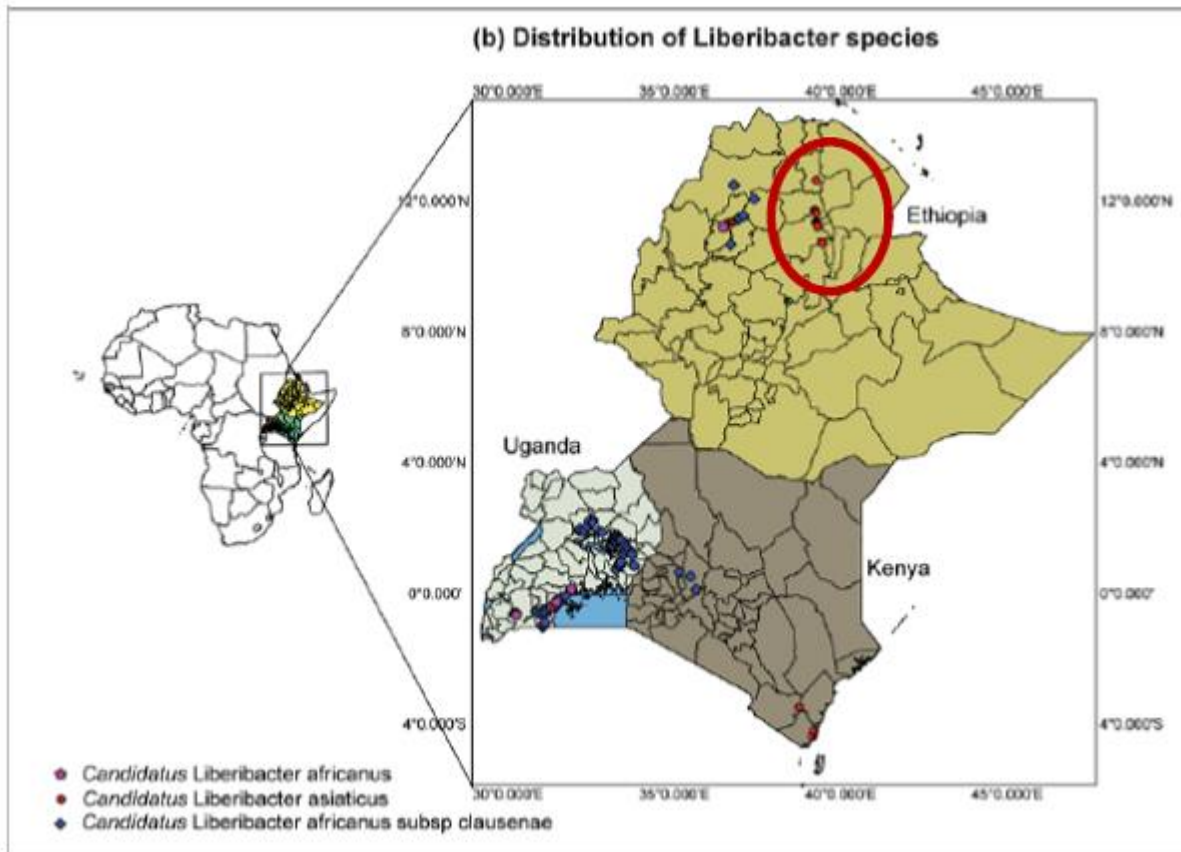 (b) Distribution of Liberibacter species
30°0.000'E 35°0.000'E 40°0.000'E 45°0.000'E
12°0.000'N 12°0.000'N
Ethiopia
8°0.000'N 8°0.000'N
Uganda
4°0.000'N 4°0.000'N
Kenya
0°0.000' 0°0.000'
4°0.000'S 4°0.000'S
30°0.000'E 35°0.000'E 40°0.000'E 45°0.000'E
Candidatus Liberibacter africanus
Candidatus Liberibacter asiaticus
Candidatus Liberibacter africanus subsp clausenae